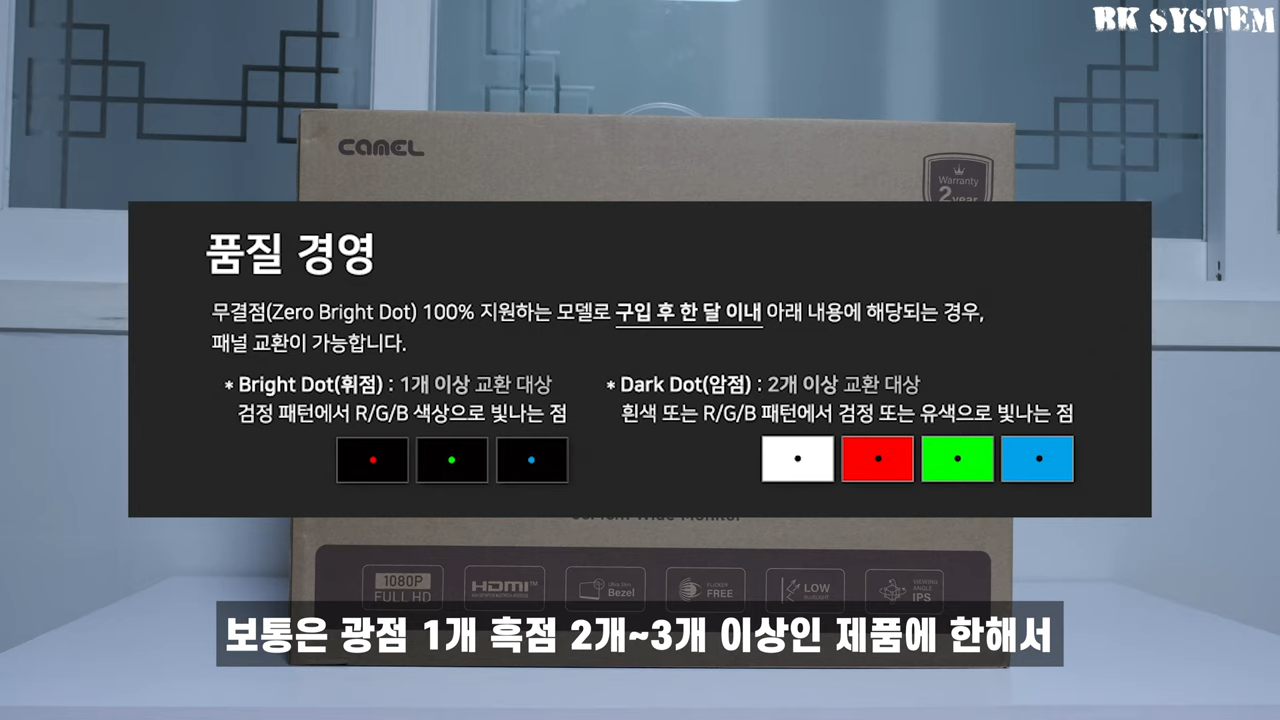 BK SYSTEM
CAMEL
Warranty
2 year
품질 경영
무결점(Zero Bright Dot) 100% 지원하는 모델로 구입 후 한 달 이내 아래 내용에 해당되는 경우,
패널 교환이 가능합니다.
* Bright Dot(휘점) : 1개 이상 교환 대상
검정 패턴에서 R/G/B 색상으로 빛나는 점
* Dark Dot(암점) : 2개 이상 교환 대상
흰색 또는 R/G/B 패턴에서 검정 또는 유색으로 빛나는 점
1080P
FULL HD
HDMI™
Ultra Slim
Bezel
FLICKER
FREE
LOW
VIEWING
ANGLE
IPS
보통은 광점 1개 흑점 2개~3개 이상인 제품에 한해서